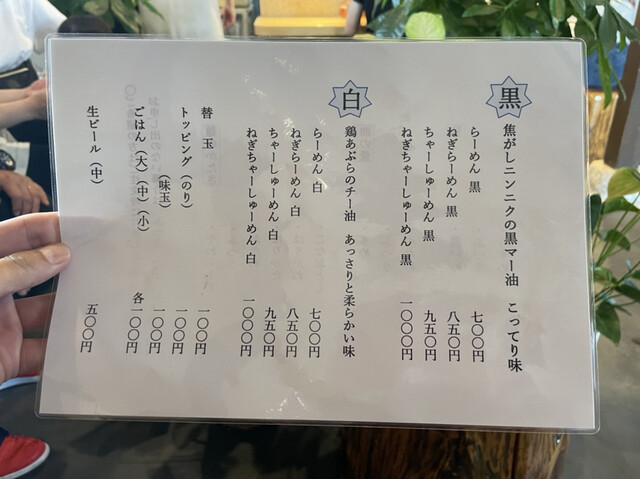 黒 焦がしニンニクの黒マー油 こってり味
らーめん 黒 七〇〇円
ねぎらーめん 黒 八五〇円
ちゃーしゅーめん 黒 九五〇円
ねぎちゃーしゅーめん 黒 一〇〇〇円
白 鶏あぶらのチー油 あっさりと柔らかい味
らーめん 白 七〇〇円
ねぎらーめん 白 八五〇円
ちゃーしゅーめん 白 九五〇円
ねぎちゃーしゅーめん 白 一〇〇〇円
替 玉 一〇〇円
トッピング（のり） 一〇〇円
（味玉） 一〇〇円
ごはん（大）（中）（小） 各一〇〇円
生ビール（中） 五〇〇円